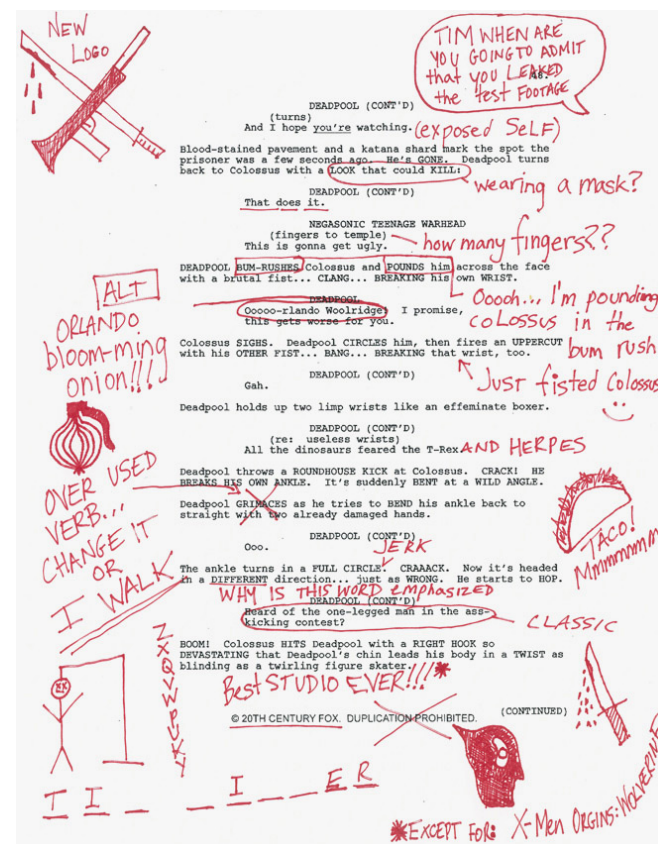 NEW
LOGO
TIM WHEN ARE
YOU GOING TO ADMIT
that you LEAKED
the test FOOTAGE
48.
DEADPOOL (CONT'D)
(turns)
And I hope you're watching. (exposed SELF)
Blood-stained pavement and a katana shard mark the spot the
prisoner was a few seconds ago. He's GONE. Deadpool turns
back to Colossus with a LOOK that could KILL:
wearing a mask?
DEADPOOL (CONT'D)
That does it.
NEGASONIC TEENAGE WARHEAD
(fingers to temple)
how many fingers??
This is gonna get ugly.
DEADPOOL BUM-RUSHES Colossus and POUNDS him across the face
with a brutal fist... CLANG... BREAKING his own WRIST.
Ooooh... I'm pounding
COLOSSUS in the
bum rush
ALT
ORLANDO
bloom-ming
onion!!!
DEADPOOL
Ooooo-rlando Woolridge! I promise,
this gets worse for you.
Colossus SIGHS. Deadpool CIRCLES him, then fires an UPPERCUT
with his OTHER FIST... BANG... BREAKING that wrist, too.
Just fisted Colossus
DEADPOOL (CONT'D)
Gah.
Deadpool holds up two limp wrists like an effeminate boxer.
DEADPOOL (CONT'D)
(re: useless wrists)
All the dinosaurs feared the T-Rex AND HERPES
OVER USED
VERB...
CHANGE IT
OR
I WALK
Deadpool throws a ROUNDHOUSE KICK at Colossus. CRACK! HE
BREAKS HIS OWN ANKLE. It's suddenly BENT at a WILD ANGLE.
Deadpool GRIMACES as he tries to BEND his ankle back to
straight with two already damaged hands.
TACO!
Mmmmmmm
DEADPOOL (CONT'D)
Ooo.
JERK
The ankle turns in a FULL CIRCLE. CRAAACK. Now it's headed
in a DIFFERENT direction... just as WRONG. He starts to HOP.
WHY IS THIS WORD emphasized
DEADPOOL (CONT'D)
Heard of the one-legged man in the ass-
kicking contest?
CLASSIC
BOOM! Colossus HITS Deadpool with a RIGHT HOOK so
DEVASTATING that Deadpool's chin leads his body in a TWIST as
blinding as a twirling figure skater.
Best STUDIO EVER!!!*
(CONTINUED)
© 20TH CENTURY FOX. DUPLICATION PROHIBITED.
T I _ _ I _ _ E R
*EXCEPT FOR: X-Men ORGINS: WOLVERINE